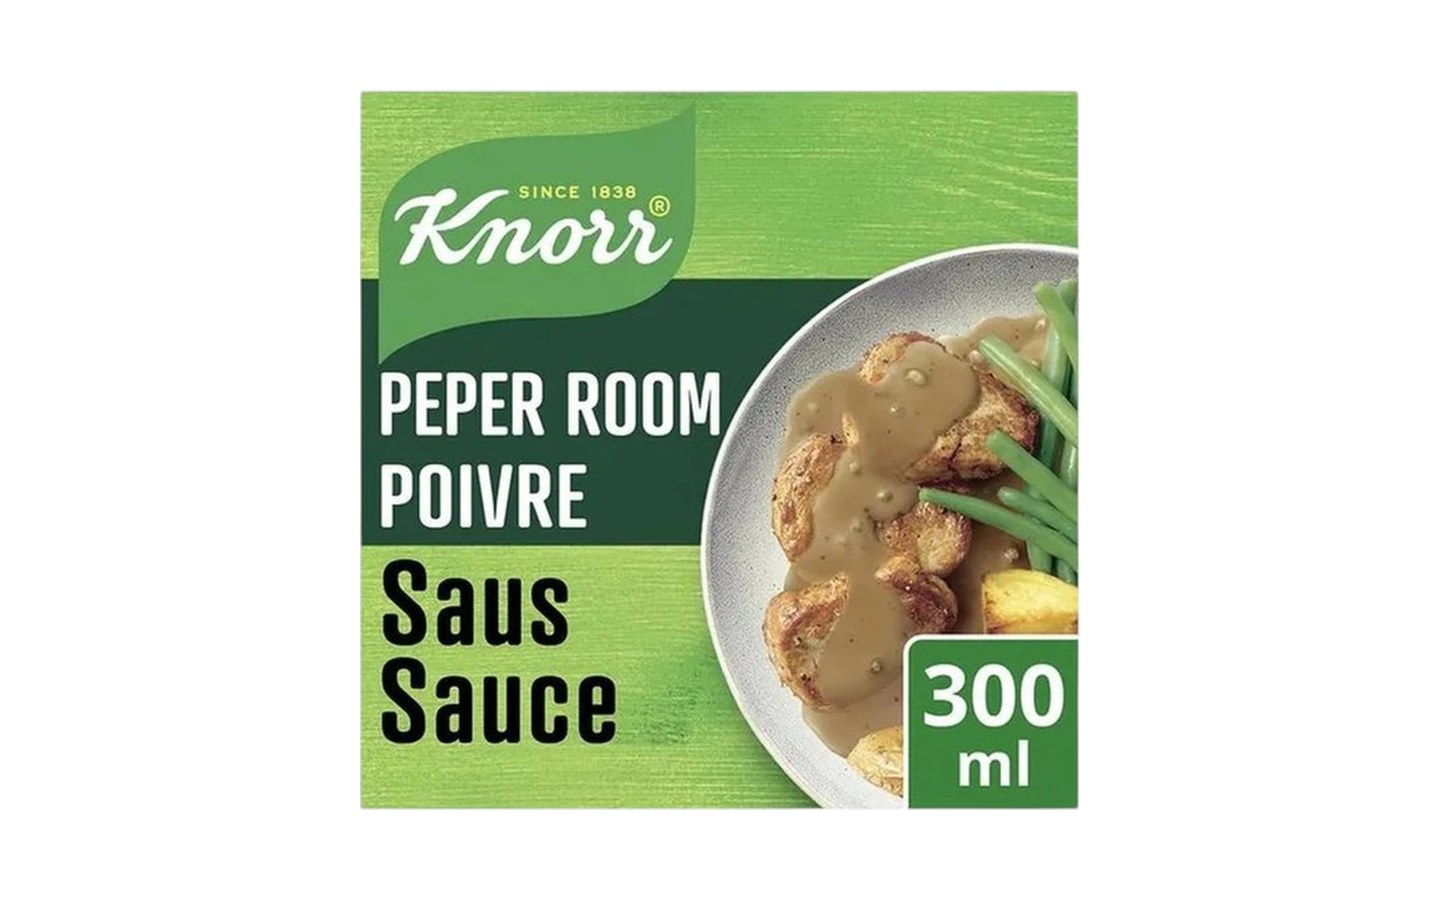 SINCE 1838
Knorr®
PEPER ROOM
POIVRE
Saus
Sauce
300
ml